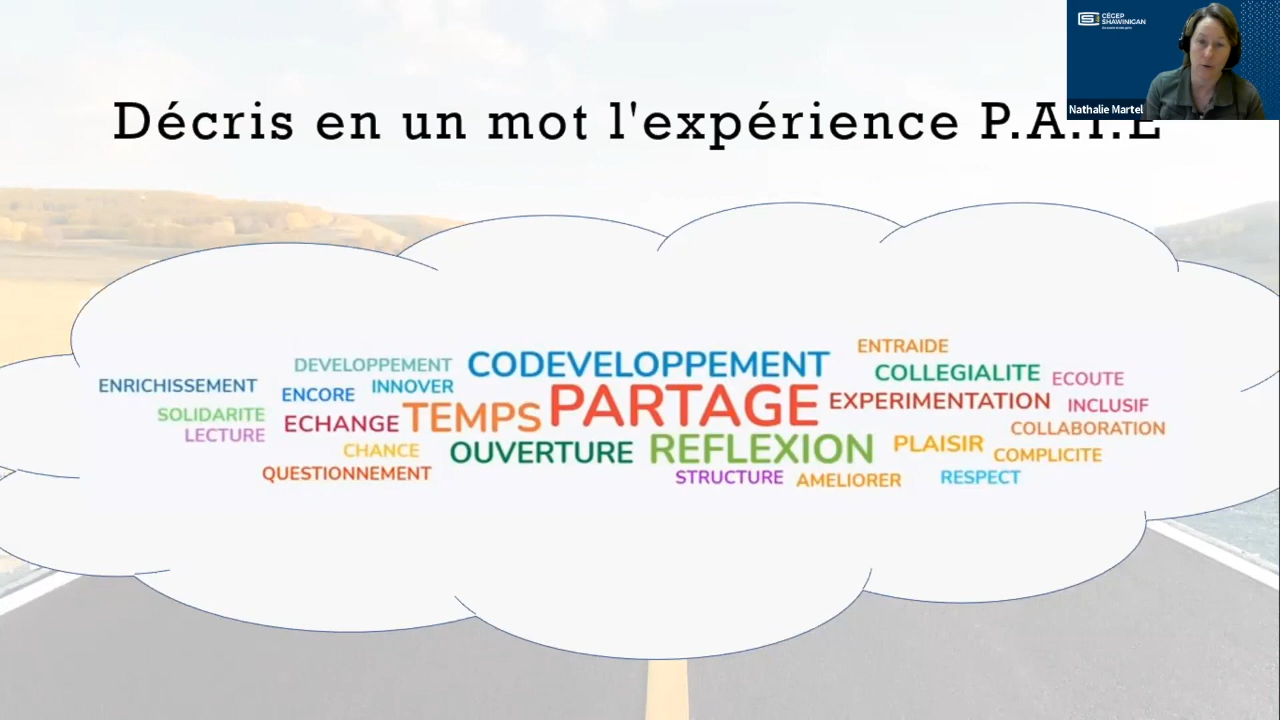 CÉGEP
SHAWINIGAN
Nathalie Martel
Décris en un mot l'expérience P.A.I.E
ENTRAIDE
DEVELOPPEMENT CODEVELOPPEMENT COLLEGIALITE ECOUTE
ENRICHISSEMENT ENCORE INNOVER PARTAGE EXPERIMENTATION INCLUSIF
SOLIDARITE ECHANGE TEMPS COLLABORATION
LECTURE CHANCE OUVERTURE REFLEXION PLAISIR COMPLICITE
QUESTIONNEMENT STRUCTURE AMELIORER RESPECT